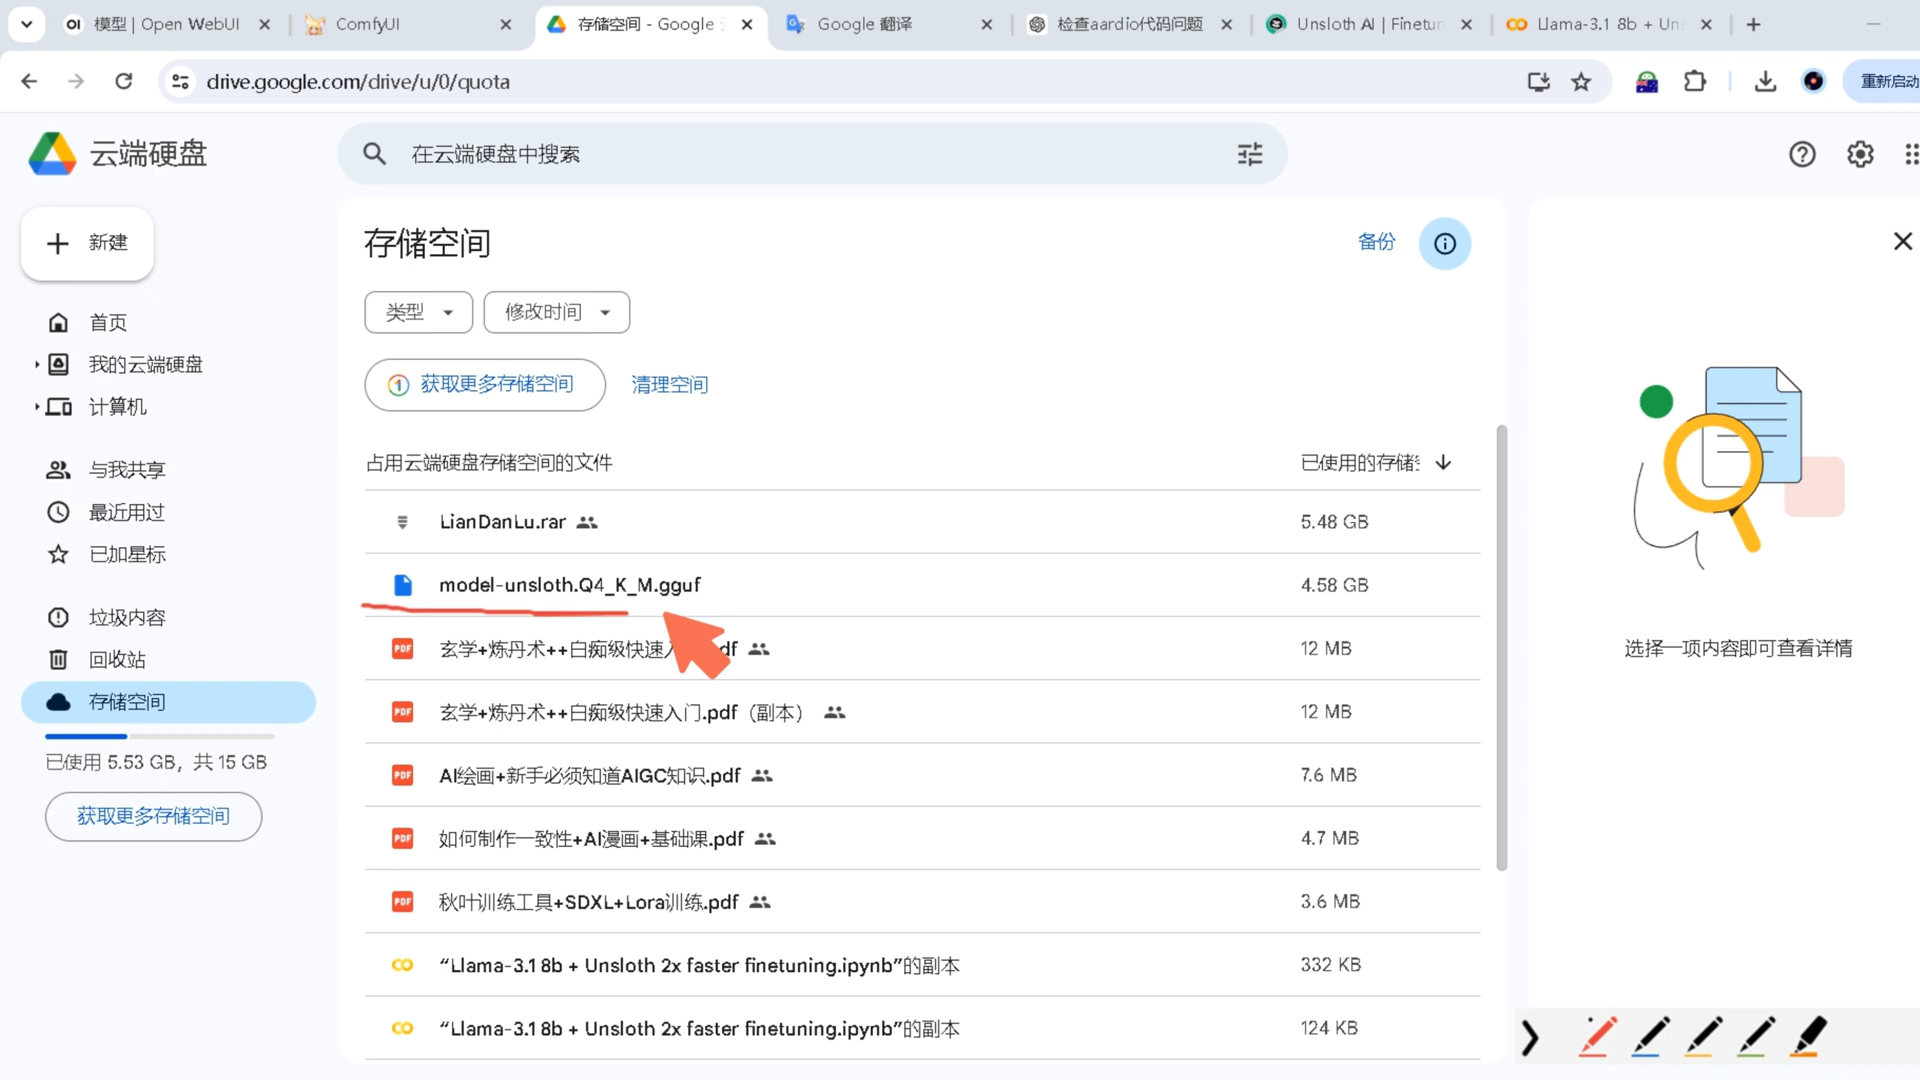 模型 | Open WebUI
ComfyUI
存储空间 - Google
Google 翻译
检查aardio代码问题
Unsloth AI | Finetun
Llama-3.1 8b + Uns
drive.google.com/drive/u/0/quota
重新启动
云端硬盘
在云端硬盘中搜索
新建
首页
我的云端硬盘
计算机
与我共享
最近用过
已加星标
垃圾内容
回收站
存储空间
已使用 5.53 GB，共 15 GB
获取更多存储空间
存储空间
备份
类型
修改时间
获取更多存储空间
清理空间
占用云端硬盘存储空间的文件
已使用的存储
LianDanLu.rar
5.48 GB
model-unsloth.Q4_K_M.gguf
4.58 GB
玄学+炼丹术++白痴级快速入 df
12 MB
玄学+炼丹术++白痴级快速入门.pdf（副本）
12 MB
AI绘画+新手必须知道AIGC知识.pdf
7.6 MB
如何制作一致性+AI漫画+基础课.pdf
4.7 MB
秋叶训练工具+SDXL+Lora训练.pdf
3.6 MB
“Llama-3.1 8b + Unsloth 2x faster finetuning.ipynb”的副本
332 KB
“Llama-3.1 8b + Unsloth 2x faster finetuning.ipynb”的副本
124 KB
选择一项内容即可查看详情
PDF
PDF
PDF
PDF
PDF